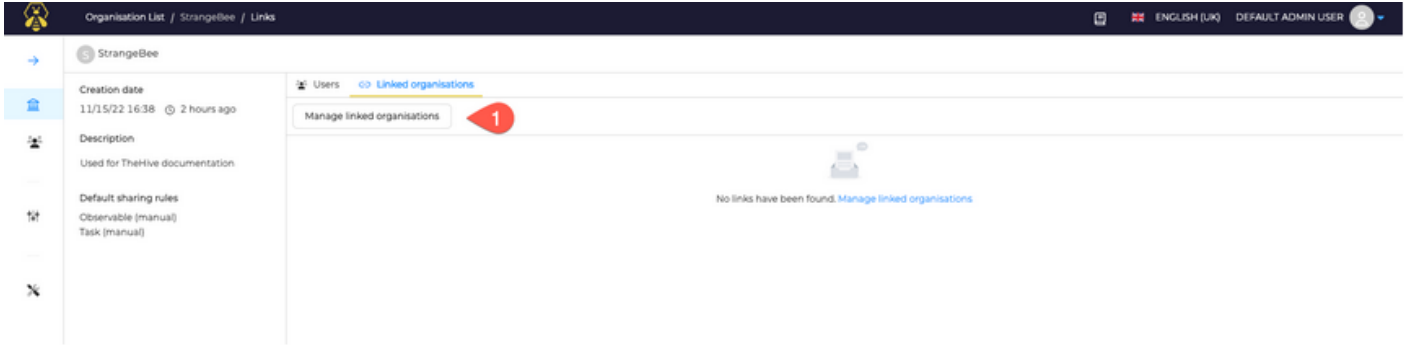 Organisation List / StrangeBee / Links
ENGLISH (UK) DEFAULT ADMIN USER
S StrangeBee
Creation date
11/15/22 16:38 2 hours ago
Description
Used for TheHive documentation
Default sharing rules
Observable (manual)
Task (manual)
Users Linked organisations
Manage linked organisations 1
No links have been found. Manage linked organisations